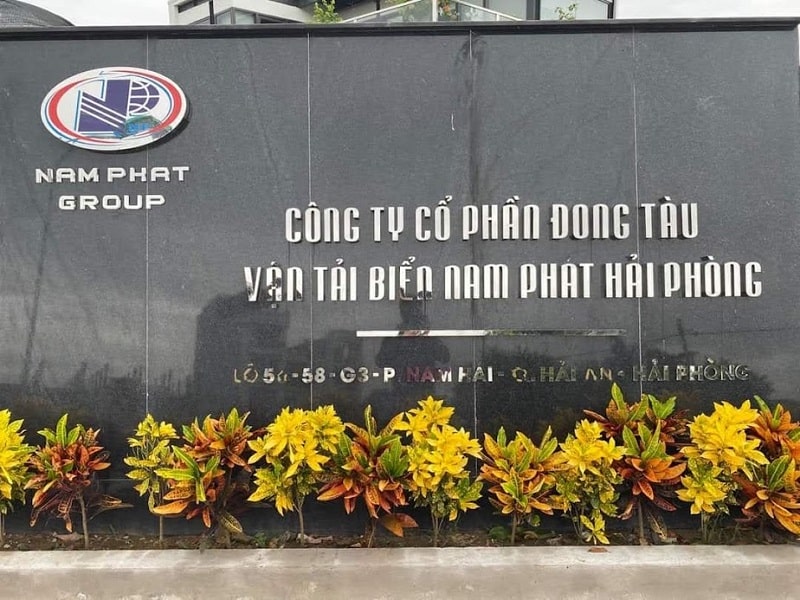 NAM PHAT
GROUP
CÔNG TY CỔ PHẦN ĐONG TÀU
VẬN TẢI BIỂN NAM PHÁT HẢI PHÒNG
LÔ 56-58-G3-P. NAM HẢI - Q. HẢI AN - HẢI PHÒNG